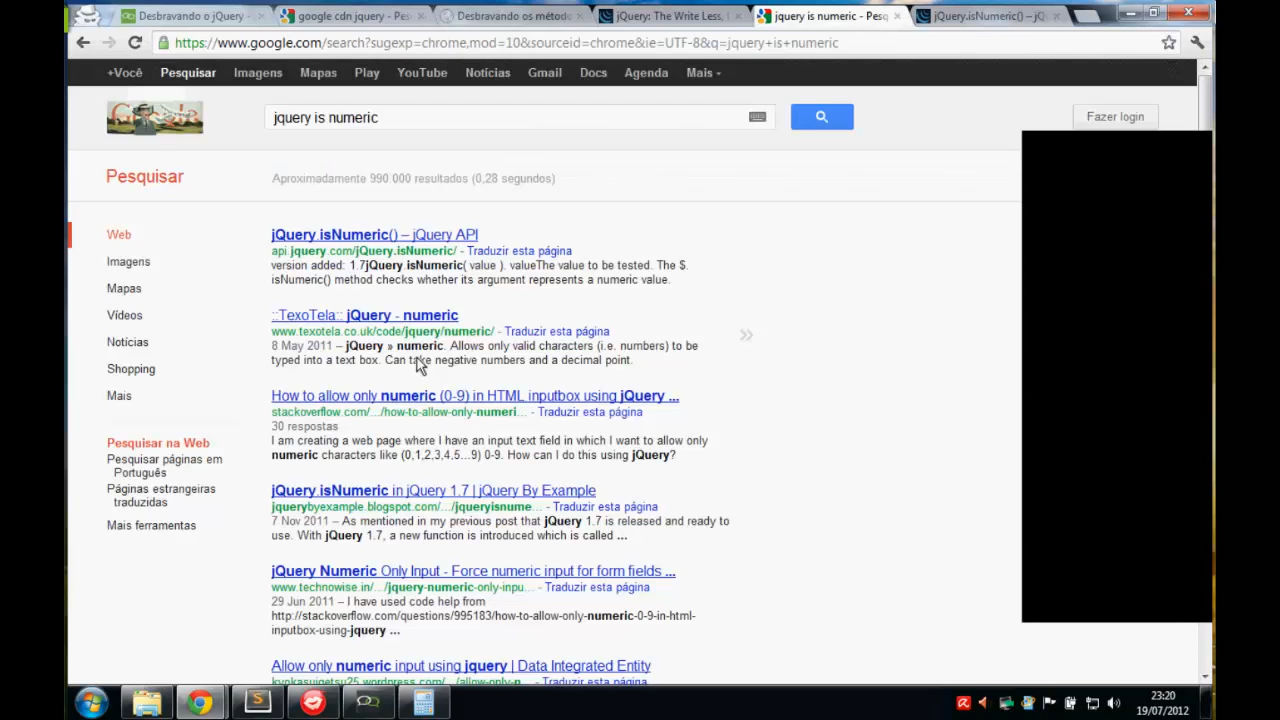 Desbravando o jQuery -
google cdn jquery - Pes
Desbravando os método
jQuery: The Write Less,
jquery is numeric - Pesq
jQuery.isNumeric() – jQ
https://www.google.com/search?sugexp=chrome,mod=10&sourceid=chrome&ie=UTF-8&q=jquery+is+numeric
+Você Pesquisar Imagens Mapas Play YouTube Notícias Gmail Docs Agenda Mais
Google
jquery is numeric
Fazer login
Pesquisar
Aproximadamente 990.000 resultados (0,28 segundos)
Web
Imagens
Mapas
Vídeos
Notícias
Shopping
Mais
Pesquisar na Web
Pesquisar páginas em
Português
Páginas estrangeiras
traduzidas
Mais ferramentas
jQuery.isNumeric() – jQuery API
api.jquery.com/jQuery.isNumeric/ - Traduzir esta página
version added: 1.7jQuery.isNumeric( value ). valueThe value to be tested. The $.
isNumeric() method checks whether its argument represents a numeric value.
::TexoTela:: jQuery - numeric
www.texotela.co.uk/code/jquery/numeric/ - Traduzir esta página
8 May 2011 – jQuery » numeric. Allows only valid characters (i.e. numbers) to be
typed into a text box. Can take negative numbers and a decimal point.
How to allow only numeric (0-9) in HTML inputbox using jQuery ...
stackoverflow.com/.../how-to-allow-only-numeri... - Traduzir esta página
30 respostas
I am creating a web page where I have an input text field in which I want to allow only
numeric characters like (0,1,2,3,4,5...9) 0-9. How can I do this using jQuery?
jQuery.isNumeric in jQuery 1.7 | jQuery By Example
jquerybyexample.blogspot.com/.../jqueryisnume... - Traduzir esta página
7 Nov 2011 – As mentioned in my previous post that jQuery 1.7 is released and ready to
use. With jQuery 1.7, a new function is introduced which is called ...
jQuery Numeric Only Input - Force numeric input for form fields ...
www.technowise.in/.../jquery-numeric-only-inpu... - Traduzir esta página
29 Jun 2011 – I have used code help from
http://stackoverflow.com/questions/995183/how-to-allow-only-numeric-0-9-in-html-
inputbox-using-jquery ...
Allow only numeric input using jquery | Data Integrated Entity
kyokasuigetsu25.wordpress.com/.../allow-only-n... - Traduzir esta página
23:20
19/07/2012